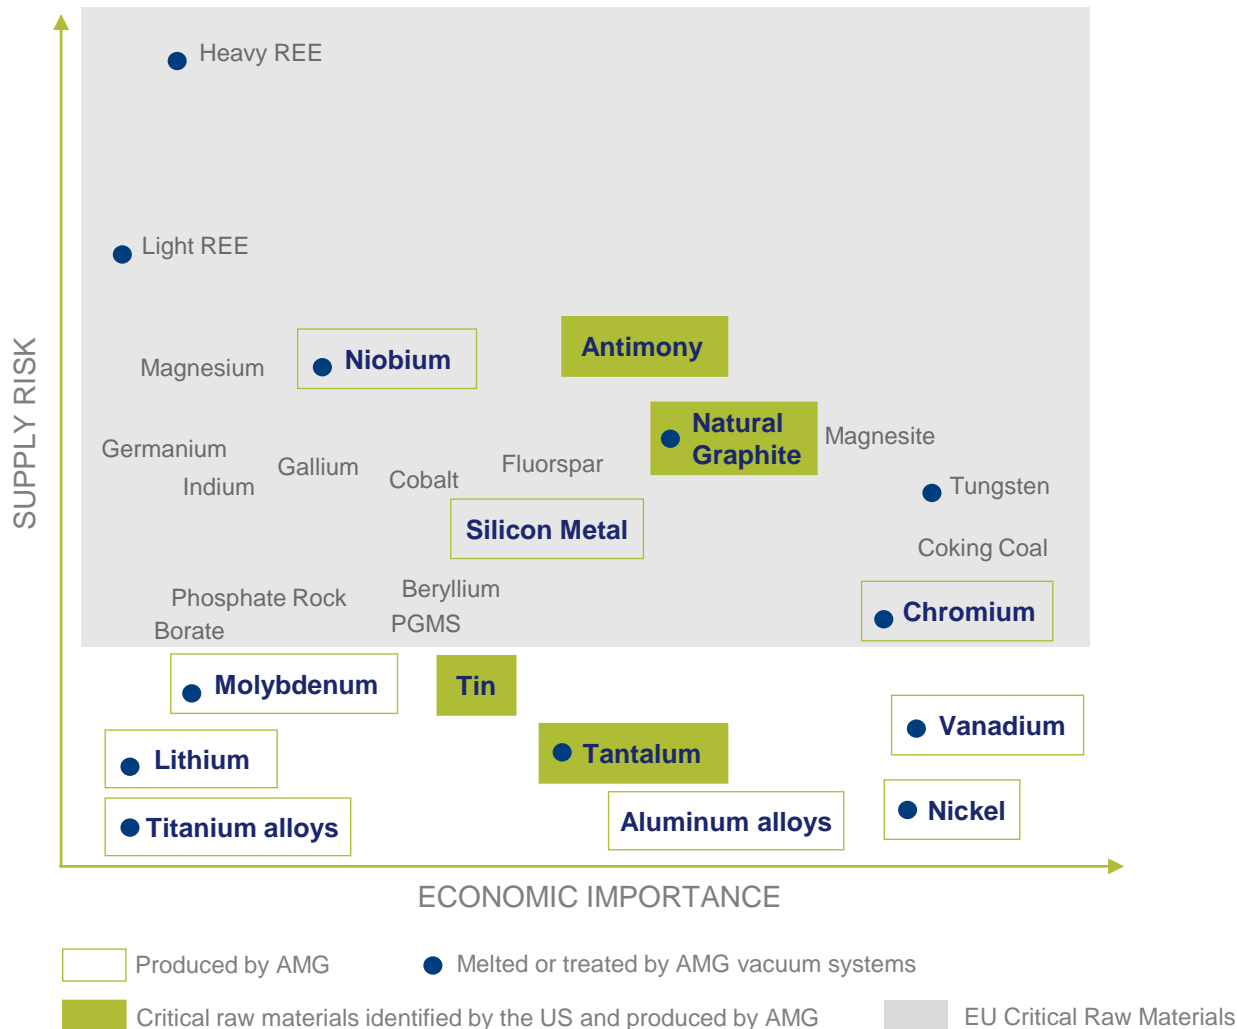 Heavy REE
Light REE
Antimony
Niobium
Magnesium
Natural
Graphite
Magnesite
Germanium
Gallium
Fluorspar
Cobalt
Indium
Tungsten
Silicon Metal
Coking Coal
Beryllium
Phosphate Rock
Chromium
PGMS
Borate
Molybdenum
Tin
Vanadium
Tantalum
Lithium
Nickel
Aluminum alloys
Titanium alloys
SUPPLY RISK
ECONOMIC IMPORTANCE
Produced by AMG
Melted or treated by AMG vacuum systems
Critical raw materials identified by the US and produced by AMG
EU Critical Raw Materials